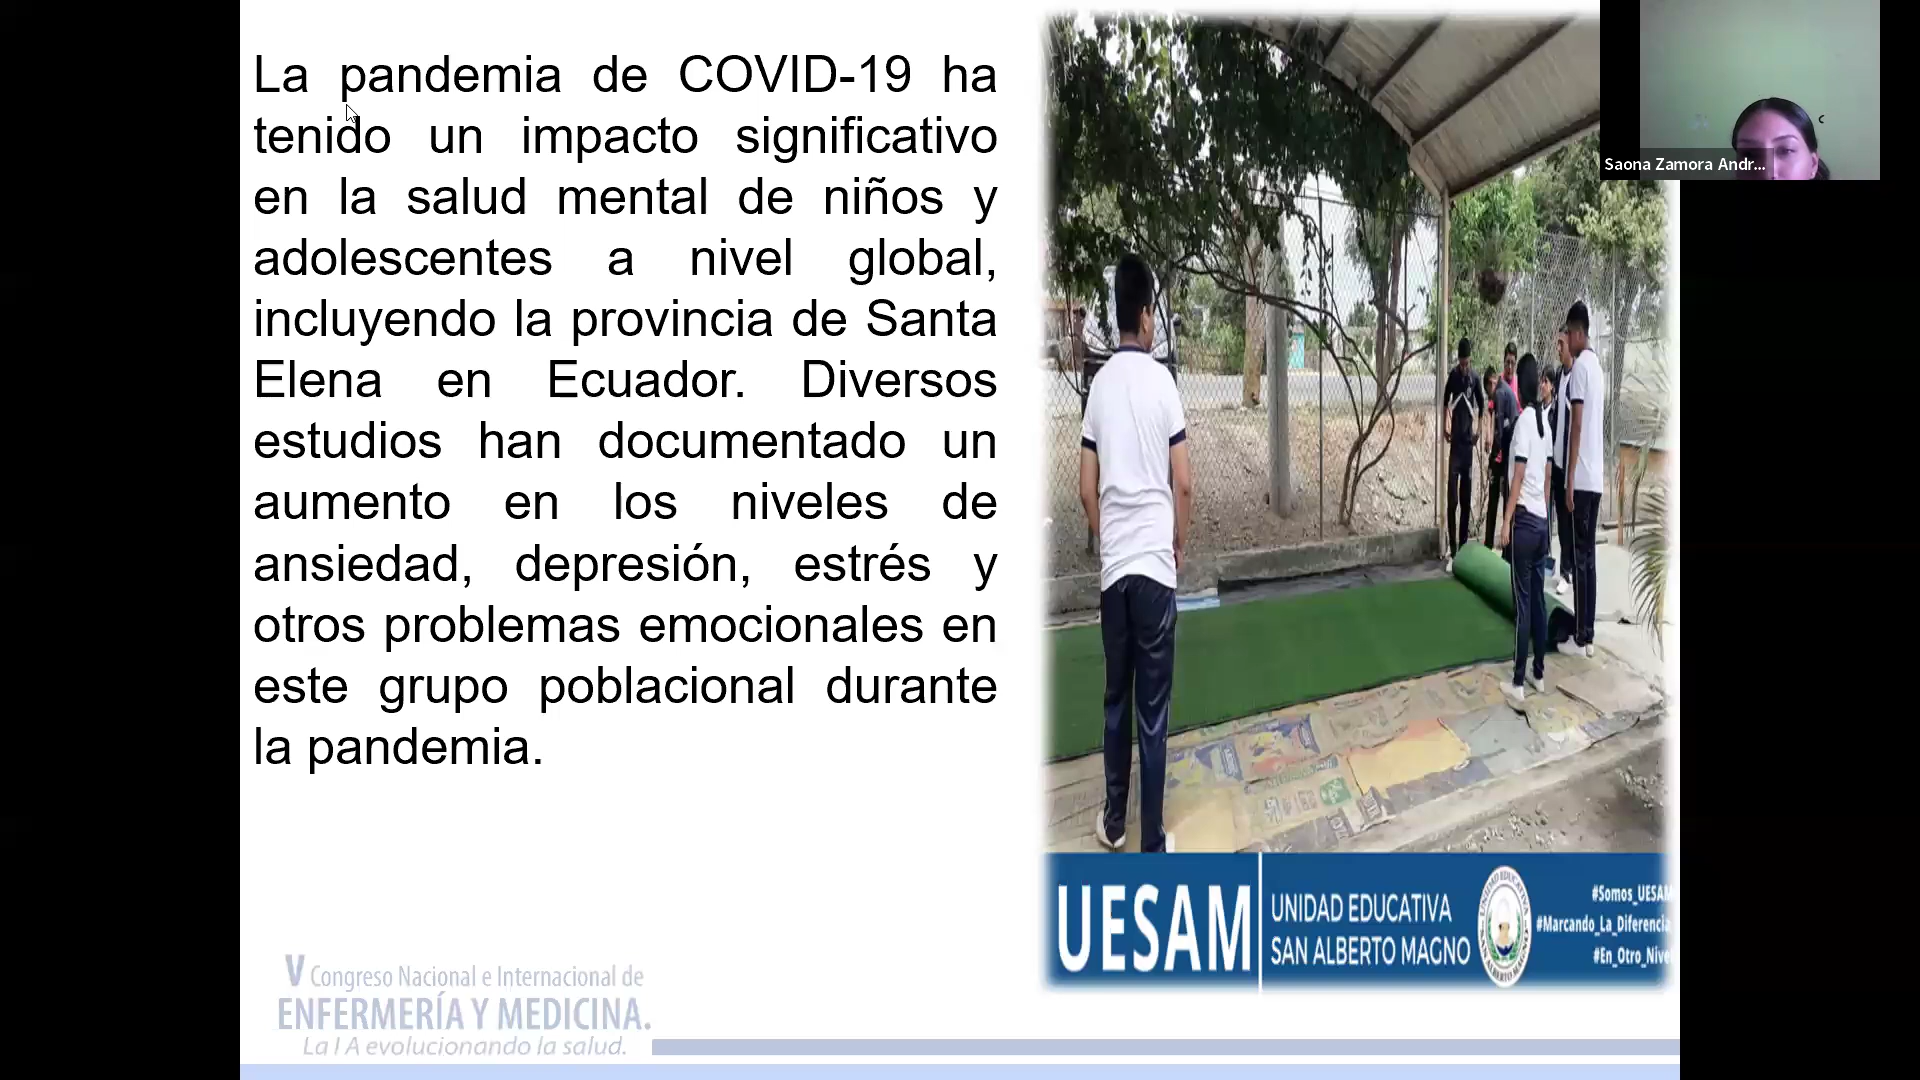 La pandemia de COVID-19 ha
tenido un impacto significativo
en la salud mental de niños y
adolescentes a nivel global,
incluyendo la provincia de Santa
Elena en Ecuador. Diversos
estudios han documentado un
aumento en los niveles de
ansiedad, depresión, estrés y
otros problemas emocionales en
este grupo poblacional durante
la pandemia.
Saona Zamora Andr...
UESAM
UNIDAD EDUCATIVA
SAN ALBERTO MAGNO
#Somos_UESAM
#Marcando_La_Diferencia
#En_Otro_Nivel
V Congreso Nacional e Internacional de
ENFERMERÍA Y MEDICINA.
La I A evolucionando la salud.